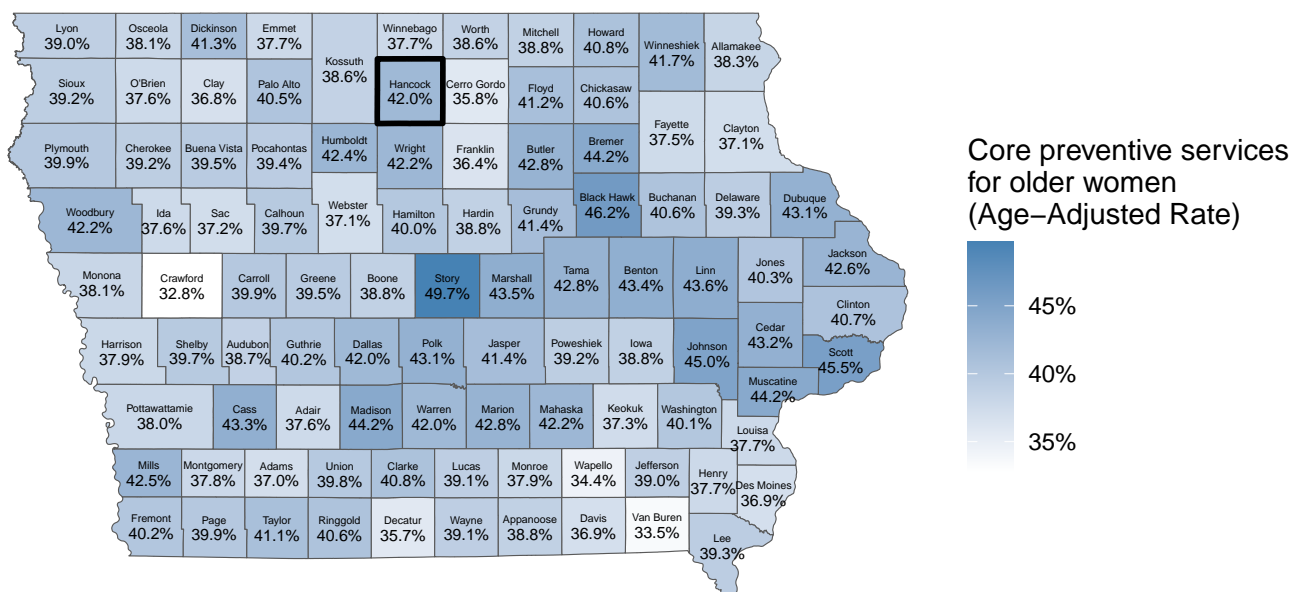 Lyon
39.0%
Osceola
38.1%
Dickinson
41.3%
Emmet
37.7%
Kossuth
38.6%
Winnebago
37.7%
Worth
38.6%
Mitchell
38.8%
Howard
40.8%
Winneshiek
41.7%
Allamakee
38.3%
Sioux
39.2%
O'Brien
37.6%
Clay
36.8%
Palo Alto
40.5%
Hancock
42.0%
Cerro Gordo
35.8%
Floyd
41.2%
Chickasaw
40.6%
Fayette
37.5%
Clayton
37.1%
Plymouth
39.9%
Cherokee
39.2%
Buena Vista
39.5%
Pocahontas
39.4%
Humboldt
42.4%
Wright
42.2%
Franklin
36.4%
Butler
42.8%
Bremer
44.2%
Woodbury
42.2%
Ida
37.6%
Sac
37.2%
Calhoun
39.7%
Webster
37.1%
Hamilton
40.0%
Hardin
38.8%
Grundy
41.4%
Black Hawk
46.2%
Buchanan
40.6%
Delaware
39.3%
Dubuque
43.1%
Monona
38.1%
Crawford
32.8%
Carroll
39.9%
Greene
39.5%
Boone
38.8%
Story
49.7%
Marshall
43.5%
Tama
42.8%
Benton
43.4%
Linn
43.6%
Jones
40.3%
Jackson
42.6%
Clinton
40.7%
Harrison
37.9%
Shelby
39.7%
Audubon
38.7%
Guthrie
40.2%
Dallas
42.0%
Polk
43.1%
Jasper
41.4%
Poweshiek
39.2%
Iowa
38.8%
Johnson
45.0%
Cedar
43.2%
Scott
45.5%
Muscatine
44.2%
Pottawattamie
38.0%
Cass
43.3%
Adair
37.6%
Madison
44.2%
Warren
42.0%
Marion
42.8%
Mahaska
42.2%
Keokuk
37.3%
Washington
40.1%
Louisa
37.7%
Mills
42.5%
Montgomery
37.8%
Adams
37.0%
Union
39.8%
Clarke
40.8%
Lucas
39.1%
Monroe
37.9%
Wapello
34.4%
Jefferson
39.0%
Henry
37.7%
Des Moines
36.9%
Fremont
40.2%
Page
39.9%
Taylor
41.1%
Ringgold
40.6%
Decatur
35.7%
Wayne
39.1%
Appanoose
38.8%
Davis
36.9%
Van Buren
33.5%
Lee
39.3%
Core preventive services
for older women
(Age−Adjusted Rate)
45%
40%
35%